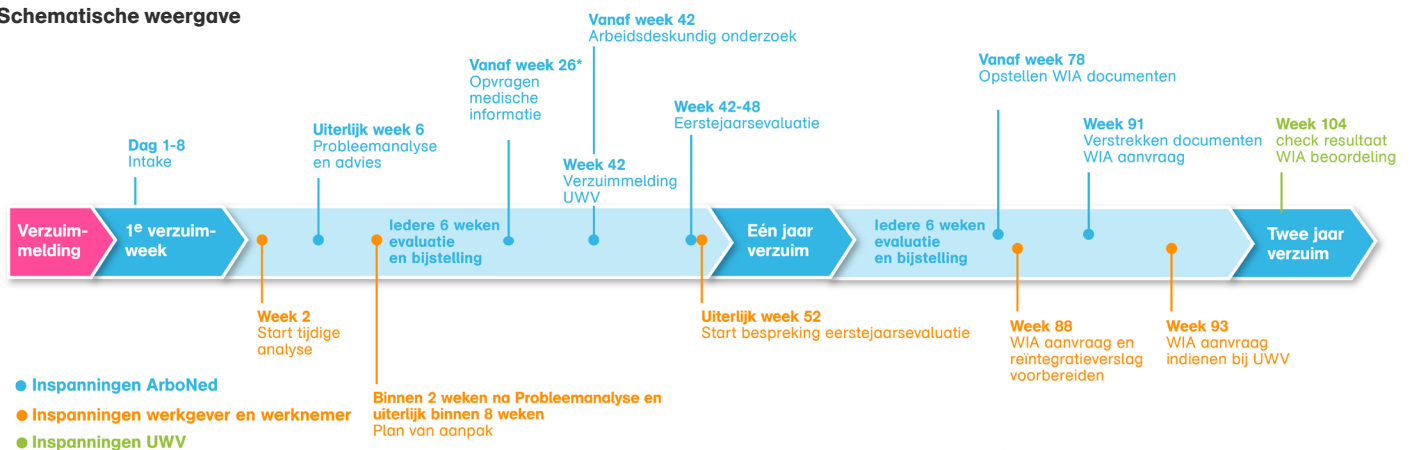 Schematische weergave
Vanaf week 42
Arbeidsdeskundig onderzoek
Vanaf week 26*
Opvragen
medische
informatie
Vanaf week 78
Opstellen WIA documenten
Week 42-48
Eerstejaarsevaluatie
Uiterlijk week 6
Probleemanalyse
en advies
Dag 1-8
Intake
Week 42
Verzuimmelding
UWV
Week 91
Verstrekken documenten
WIA aanvraag
Week 104
check resultaat
WIA beoordeling
Verzuim-
melding
1e verzuim-
week
Iedere 6 weken
evaluatie
en bijstelling
Eén jaar
verzuim
Iedere 6 weken
evaluatie
en bijstelling
Twee jaar
verzuim
Week 2
Start tijdige
analyse
Binnen 2 weken na Probleemanalyse en
uiterlijk binnen 8 weken
Plan van aanpak
Uiterlijk week 52
Start bespreking eerstejaarsevaluatie
Week 88
WIA aanvraag en
reïntegratieverslag
voorbereiden
Week 93
WIA aanvraag
indienen bij UWV
Inspanningen ArboNed
Inspanningen werkgever en werknemer
Inspanningen UWV